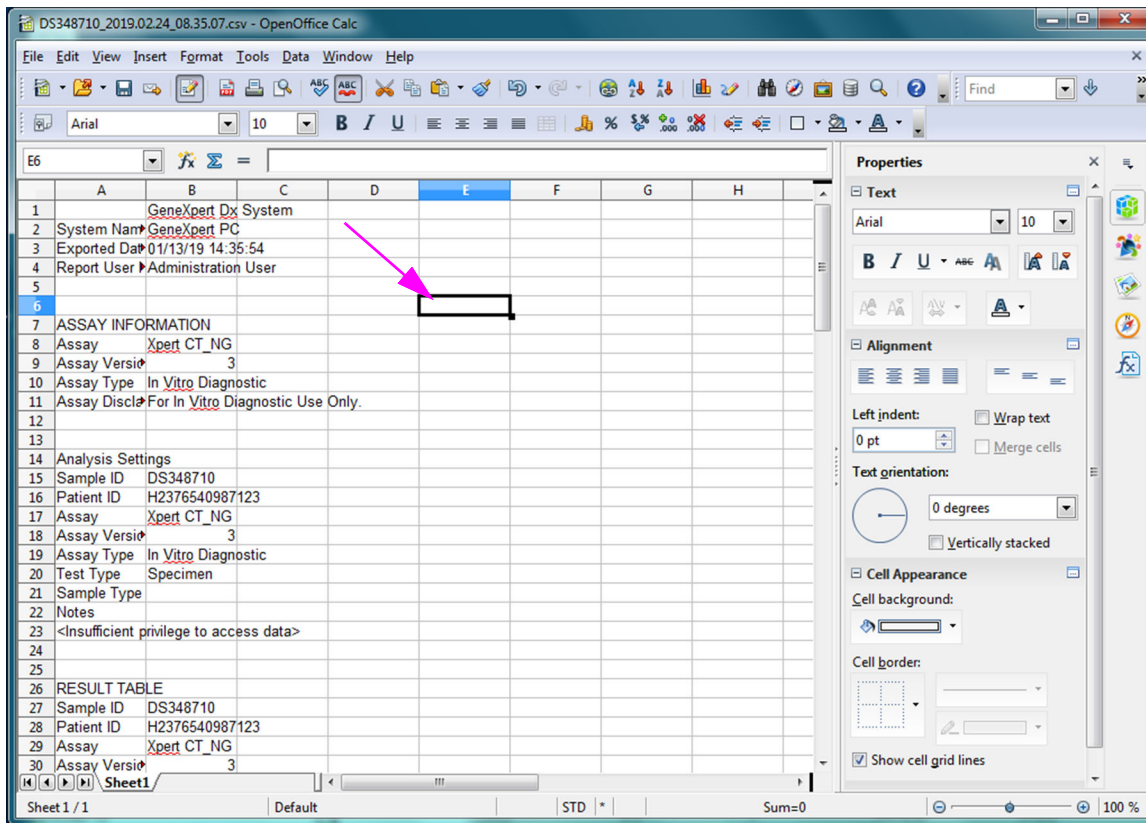 DS348710_2019.02.24_08.35.07.csv - OpenOffice Calc
File Edit View Insert Format Tools Data Window Help
ABC ABC Find
Arial 10 B I U
E6
A B C D E F G H
1 GeneXpert Dx System
2 System Nam GeneXpert PC
3 Exported Dat 01/13/19 14:35:54
4 Report User Administration User
5
6
7 ASSAY INFORMATION
8 Assay Xpert CT_NG
9 Assay Versio 3
10 Assay Type In Vitro Diagnostic
11 Assay Discla For In Vitro Diagnostic Use Only.
12
13
14 Analysis Settings
15 Sample ID DS348710
16 Patient ID H2376540987123
17 Assay Xpert CT_NG
18 Assay Versio 3
19 Assay Type In Vitro Diagnostic
20 Test Type Specimen
21 Sample Type
22 Notes
23 <Insufficient privilege to access data>
24
25
26 RESULT TABLE
27 Sample ID DS348710
28 Patient ID H2376540987123
29 Assay Xpert CT_NG
30 Assay Versio 3
Sheet1
Sheet 1 / 1 Default STD * Sum=0 100 %
Properties
Text
Arial 10
B I U ABC
Alignment
Left indent:
0 pt
Wrap text
Merge cells
Text orientation:
0 degrees
Vertically stacked
Cell Appearance
Cell background:
Cell border:
Show cell grid lines